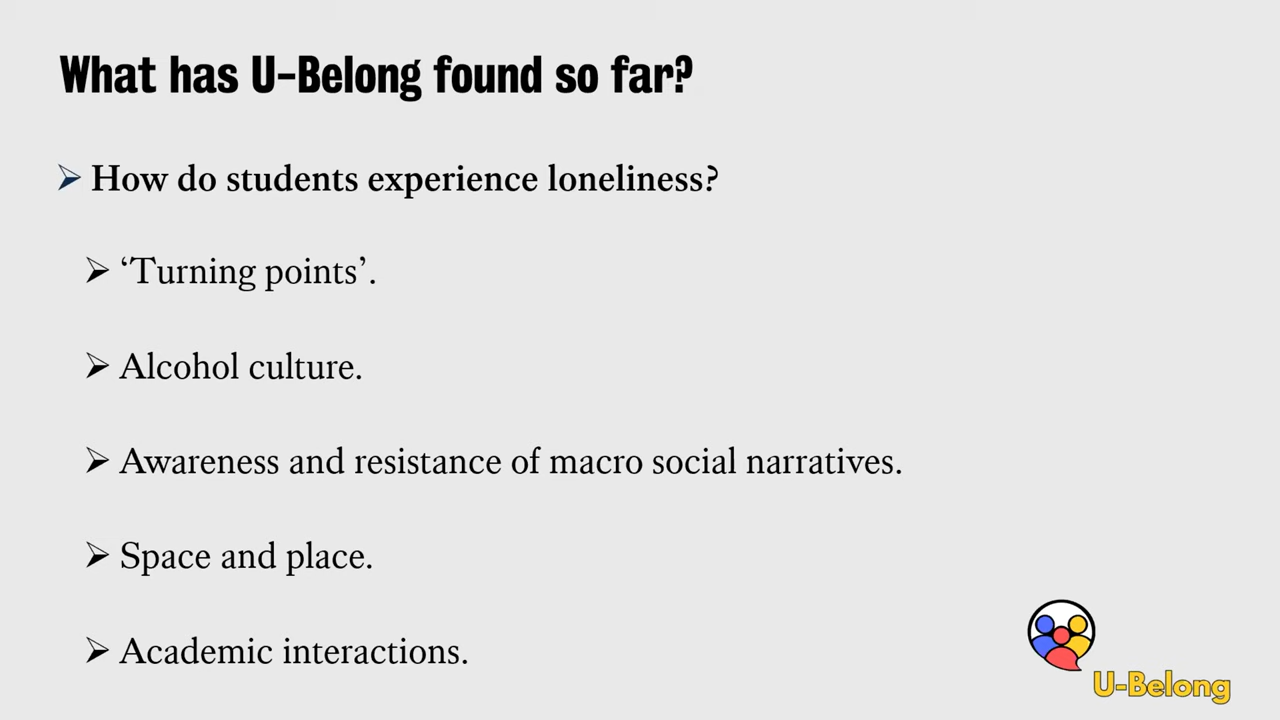 What has U-Belong found so far?
➢ How do students experience loneliness?
➢ ‘Turning points’.
➢ Alcohol culture.
➢ Awareness and resistance of macro social narratives.
➢ Space and place.
➢ Academic interactions.
U-Belong